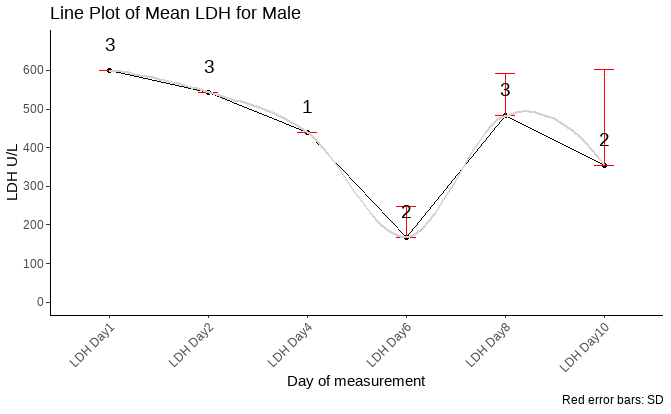 Line Plot of Mean LDH for Male
LDH U/L
600
500
400
300
200
100
0
3
3
1
2
3
2
LDH Day1
LDH Day2
LDH Day4
LDH Day6
LDH Day8
LDH Day10
Day of measurement
Red error bars: SD